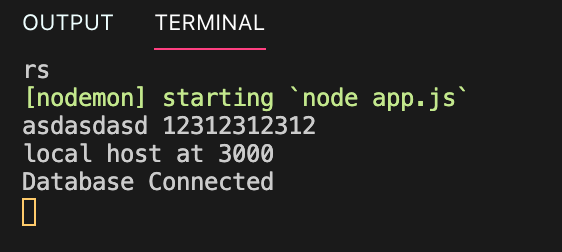 OUTPUT TERMINAL
rs
[nodemon] starting `node app.js`
asdasdasd 12312312312
local host at 3000
Database Connected